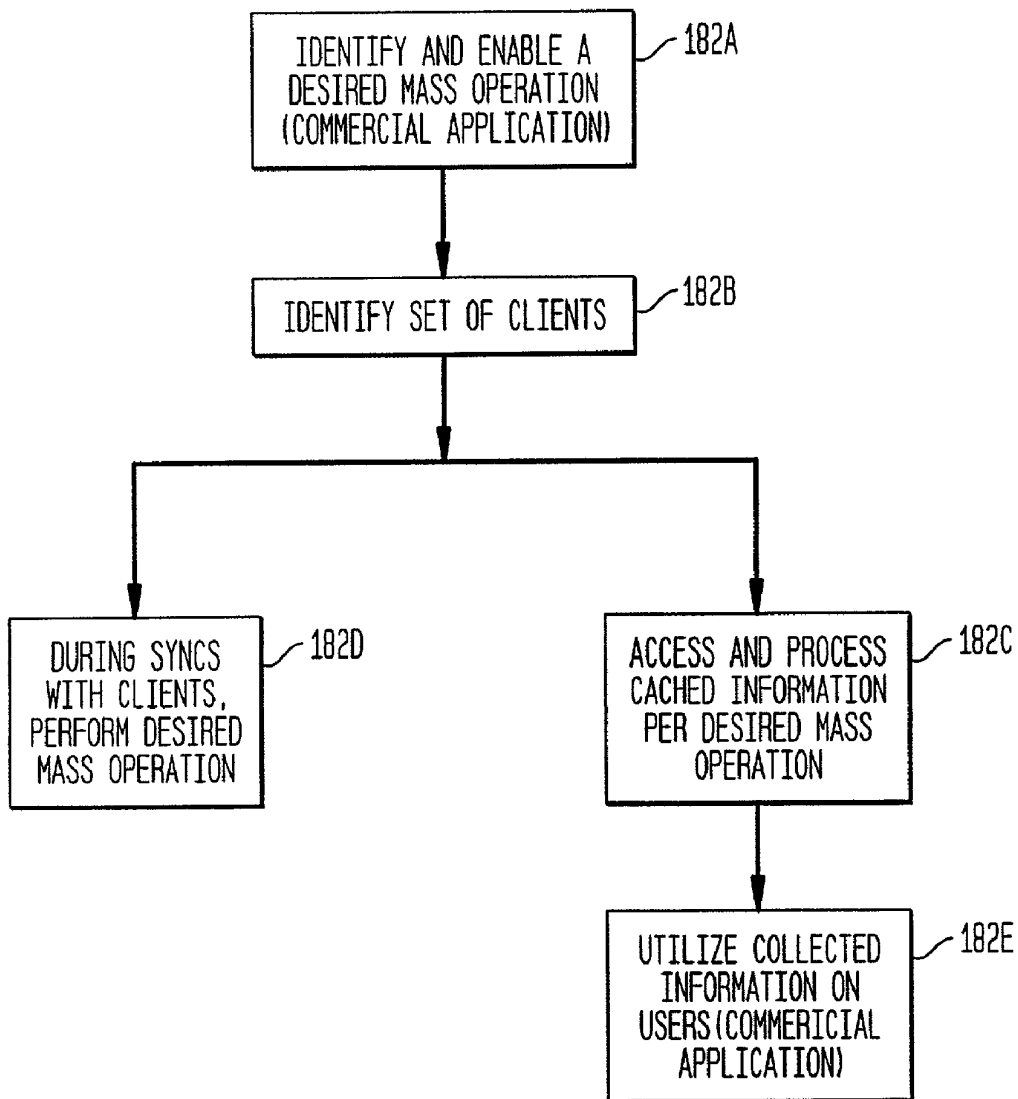 IDENTIFY AND ENABLE A
DESIRED MASS OPERATION
(COMMERCIAL APPLICATION)
182A
IDENTIFY SET OF CLIENTS
182B
DURING SYNCS
WITH CLIENTS,
PERFORM DESIRED
MASS OPERATION
182D
ACCESS AND PROCESS
CACHED INFORMATION
PER DESIRED MASS
OPERATION
182C
UTILIZE COLLECTED
INFORMATION ON
USERS(COMMERICIAL
APPLICATION)
182E